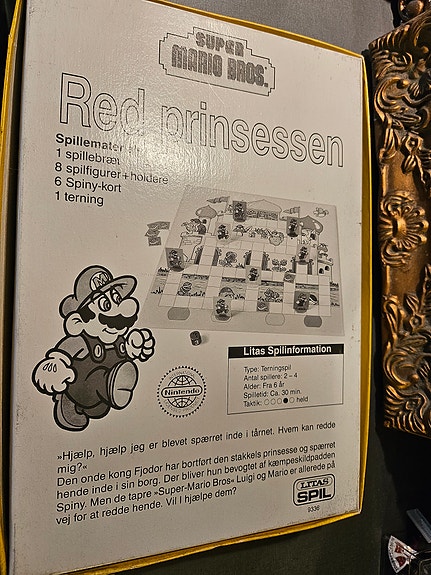 SUPER
MARIO BROS.
Red prinsessen
1 spillebræt
8 spilfigurer + holdere
6 Spiny-kort
1 terning
SUPER
MARIO BROS.
Litas Spilinformation
Type: Terningspil
Antal spillere: 2 – 4
Alder: Fra 6 år
Spilletid: Ca. 30 min.
Taktik: ○○○●○ held
Nintendo
»Hjælp, hjælp jeg er blevet spærret inde i tårnet. Hvem kan redde
mig?«
Den onde kong Fjodor har bortført den stakkels prinsesse og spærret
hende inde i sin borg. Der bliver hun bevogtet af kæmpeskildpadden
Spiny. Men de tapre »Super-Mario Bros« Luigi og Mario er allerede på
vej for at redde hende. Vil I hjælpe dem?
LITAS
SPIL
9336